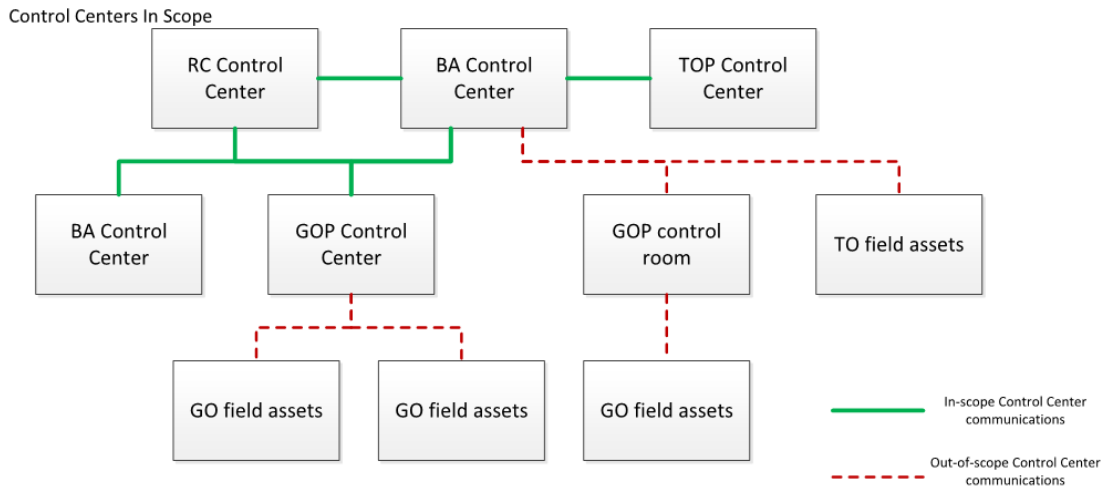 Control Centers In Scope
RC Control
Center
BA Control
Center
TOP Control
Center
BA Control
Center
GOP Control
Center
GOP control
room
TO field assets
GO field assets
GO field assets
GO field assets
In-scope Control Center
communications
Out-of-scope Control Center
communications